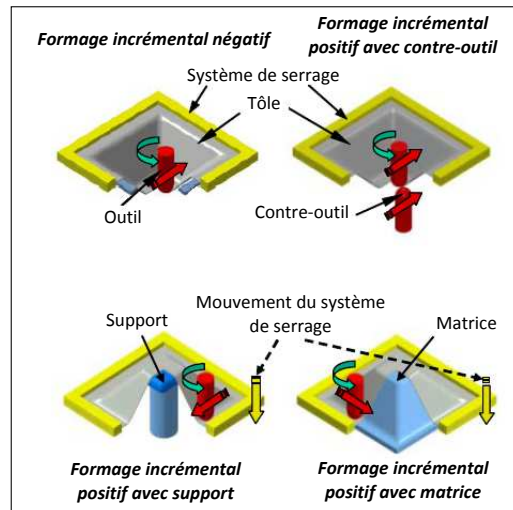 Formage incrémental négatif
Formage incrémental
positif avec contre-outil
Système de serrage
Tôle
Outil
Contre-outil
Mouvement du système
de serrage
Support
Matrice
Formage incrémental
positif avec support
Formage incrémental
positif avec matrice